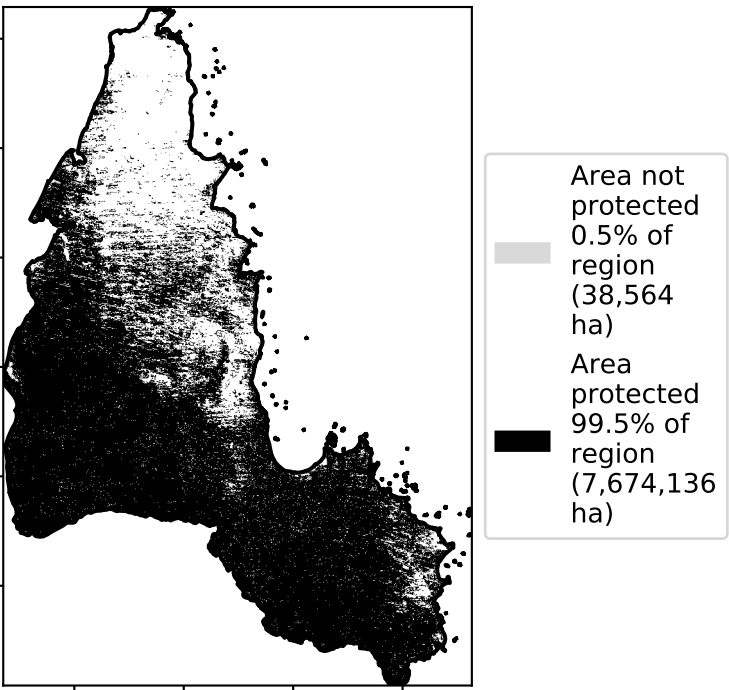 Area not
protected
0.5% of
region
(38,564
ha)
Area
protected
99.5% of
region
(7,674,136
ha)